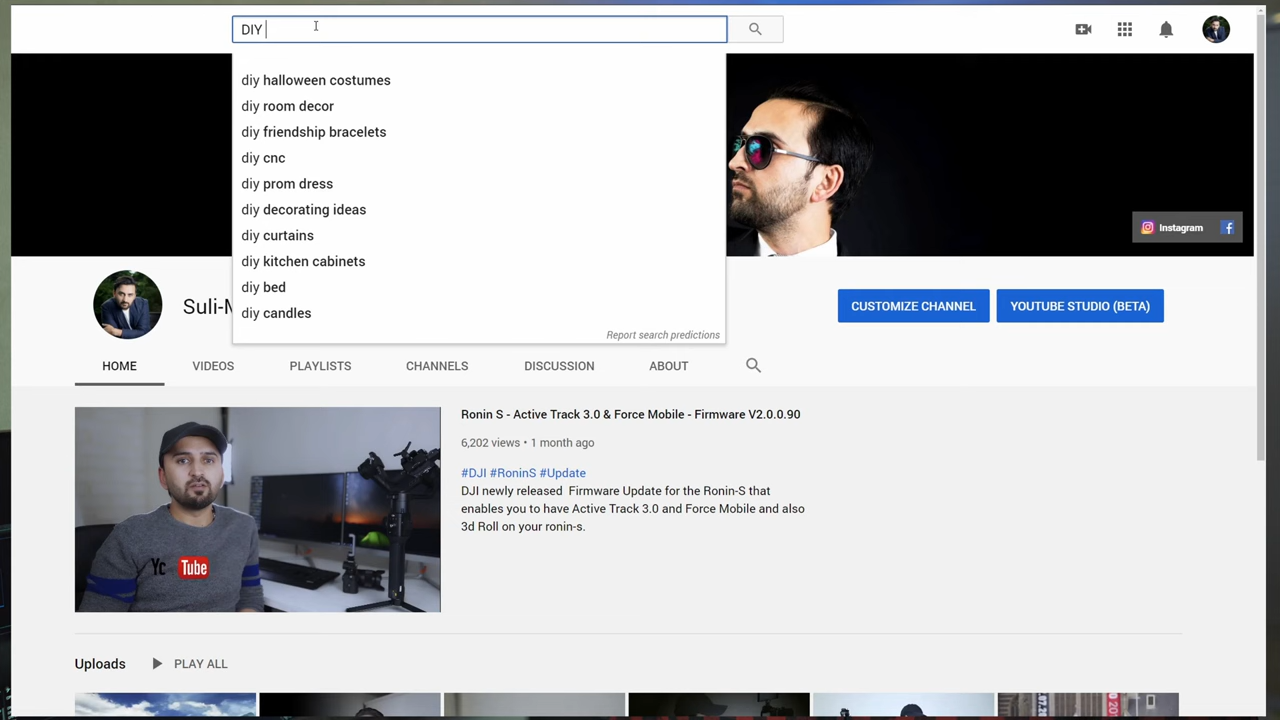 DIY
diy halloween costumes
diy room decor
diy friendship bracelets
diy cnc
diy prom dress
diy decorating ideas
diy curtains
diy kitchen cabinets
diy bed
diy candles
Report search predictions
Instagram
Suli-
CUSTOMIZE CHANNEL
YOUTUBE STUDIO (BETA)
HOME
VIDEOS
PLAYLISTS
CHANNELS
DISCUSSION
ABOUT
Ronin S - Active Track 3.0 & Force Mobile - Firmware V2.0.0.90
6,202 views • 1 month ago
#DJI #RoninS #Update
DJI newly released Firmware Update for the Ronin-S that
enables you to have Active Track 3.0 and Force Mobile and also
3d Roll on your ronin-s.
Tube
Uploads
PLAY ALL